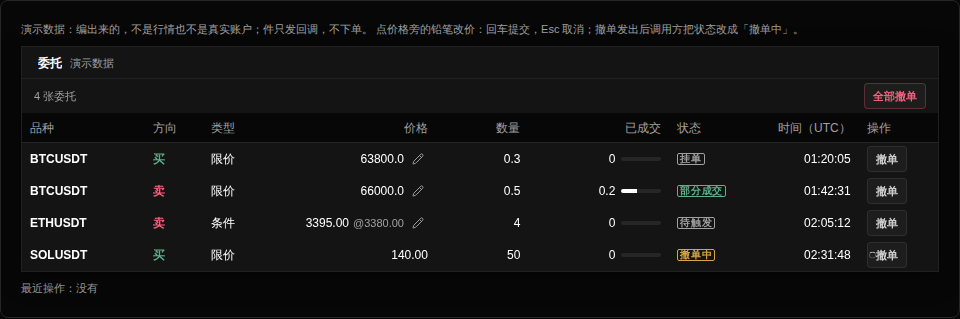 演示数据：编出来的，不是行情也不是真实账户；件只发回调，不下单。 点价格旁的铅笔改价：回车提交，Esc 取消；撤单发出后调用方把状态改成「撤单中」。
委托 演示数据
4 张委托 全部撤单
品种 方向 类型 价格 数量 已成交 状态 时间（UTC） 操作
BTCUSDT 买 限价 63800.0 0.3 0 挂单 01:20:05 撤单
BTCUSDT 卖 限价 66000.0 0.5 0.2 部分成交 01:42:31 撤单
ETHUSDT 卖 条件 3395.00 @3380.00 4 0 待触发 02:05:12 撤单
SOLUSDT 买 限价 140.00 50 0 撤单中 02:31:48 撤单
最近操作：没有